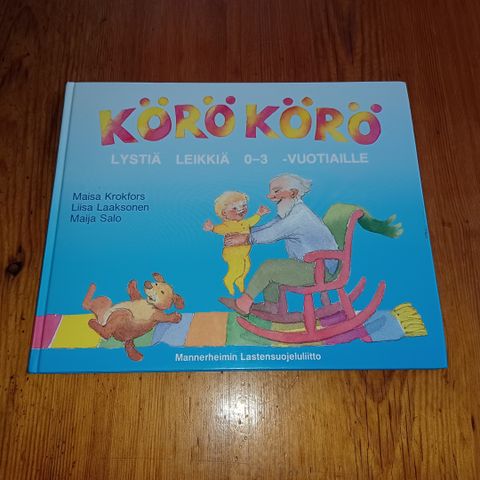 KÖRÖ KÖRÖ
LYSTIÄ LEIKKIÄ 0–3 -VUOTIAILLE
Maisa Krokfors
Liisa Laaksonen
Maija Salo
Mannerheimin Lastensuojeluliitto